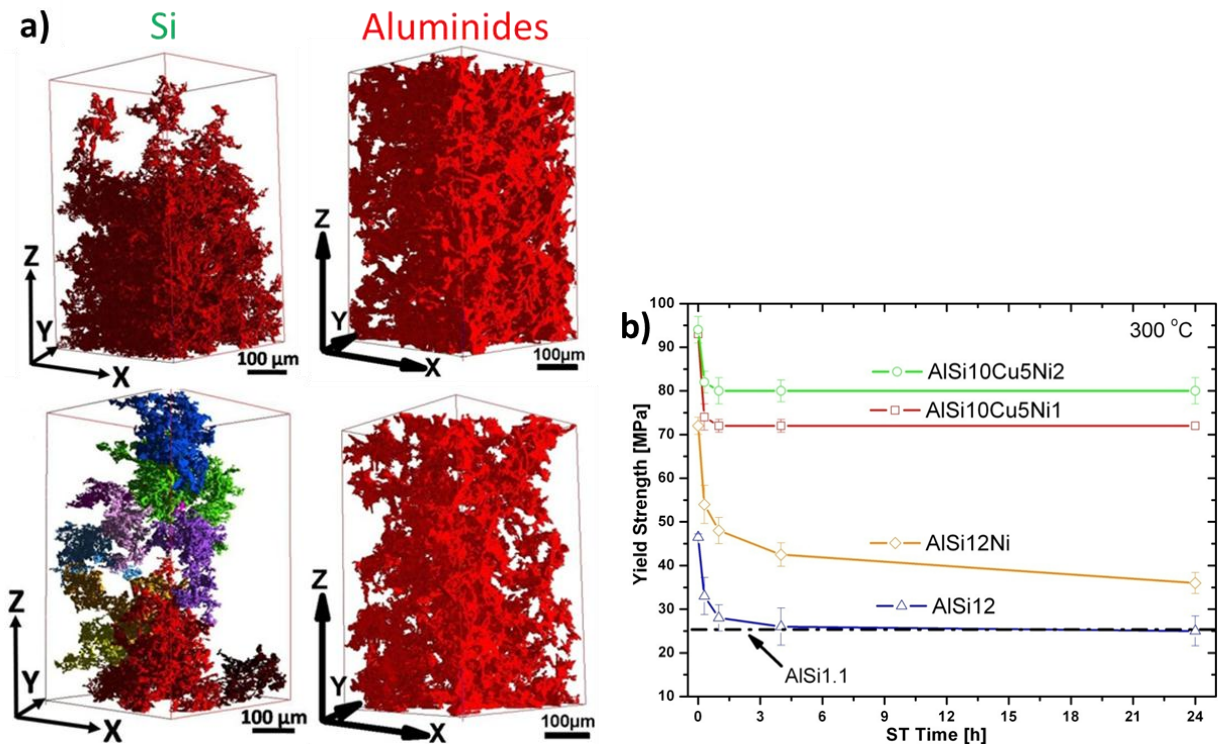 a)
Si
Aluminides
Z
Y
X
100 µm
Z
Y
X
100µm
Z
Y
X
100 µm
Z
Y
X
100µm
b)
300 °C
AlSi10Cu5Ni2
AlSi10Cu5Ni1
AlSi12Ni
AlSi12
AlSi1.1
Yield Strength [MPa]
100
90
80
70
60
50
40
30
20
10
0 3 6 9 12 15 18 21 24
ST Time [h]